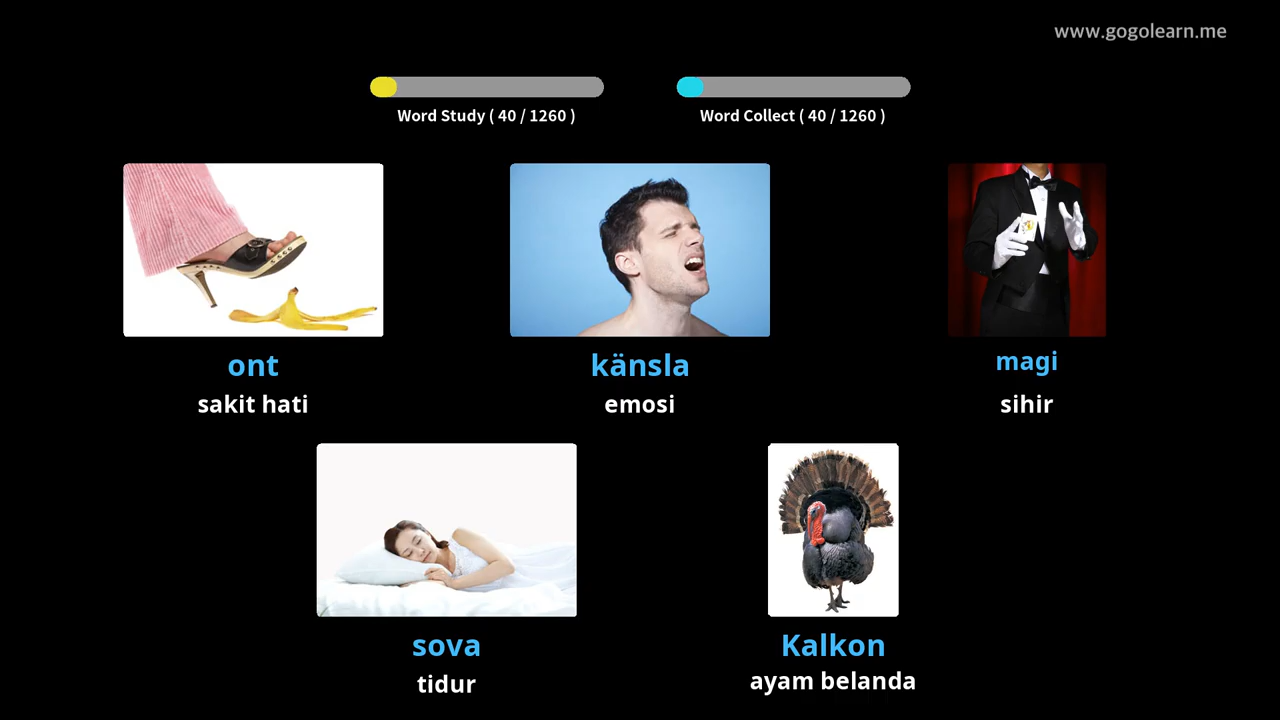 www.gogolearn.me
Word Study ( 40 / 1260 )
Word Collect ( 40 / 1260 )
ont
sakit hati
känsla
emosi
magi
sihir
sova
tidur
Kalkon
ayam belanda